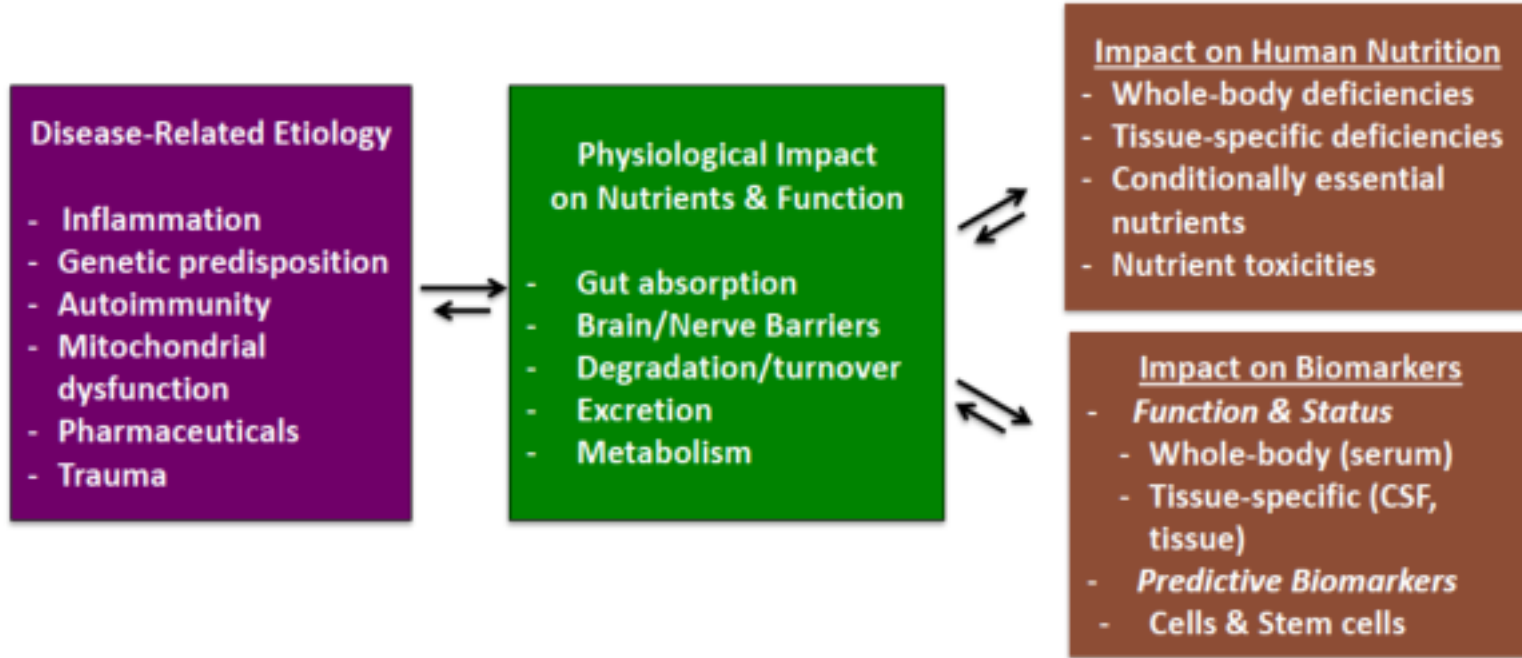 Disease-Related Etiology
- Inflammation
- Genetic predisposition
- Autoimmunity
- Mitochondrial
dysfunction
- Pharmaceuticals
- Trauma
Physiological Impact
on Nutrients & Function
- Gut absorption
- Brain/Nerve Barriers
- Degradation/turnover
- Excretion
- Metabolism
Impact on Human Nutrition
- Whole-body deficiencies
- Tissue-specific deficiencies
- Conditionally essential
nutrients
- Nutrient toxicities
Impact on Biomarkers
- Function & Status
- Whole-body (serum)
- Tissue-specific (CSF,
tissue)
- Predictive Biomarkers
- Cells & Stem cells